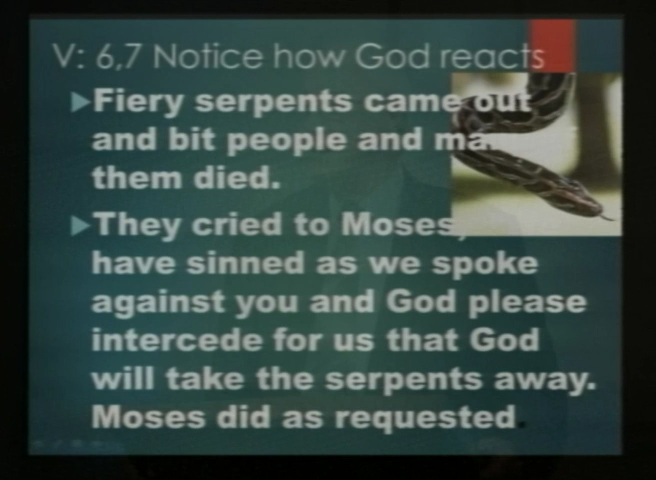 V: 6,7 Notice how God reacts
Fiery serpents came out
and bit people and
them died.
They cried to Moses,
have sinned as we spoke
against you and God please
intercede for us that God
will take the serpents away.
Moses did as requested.